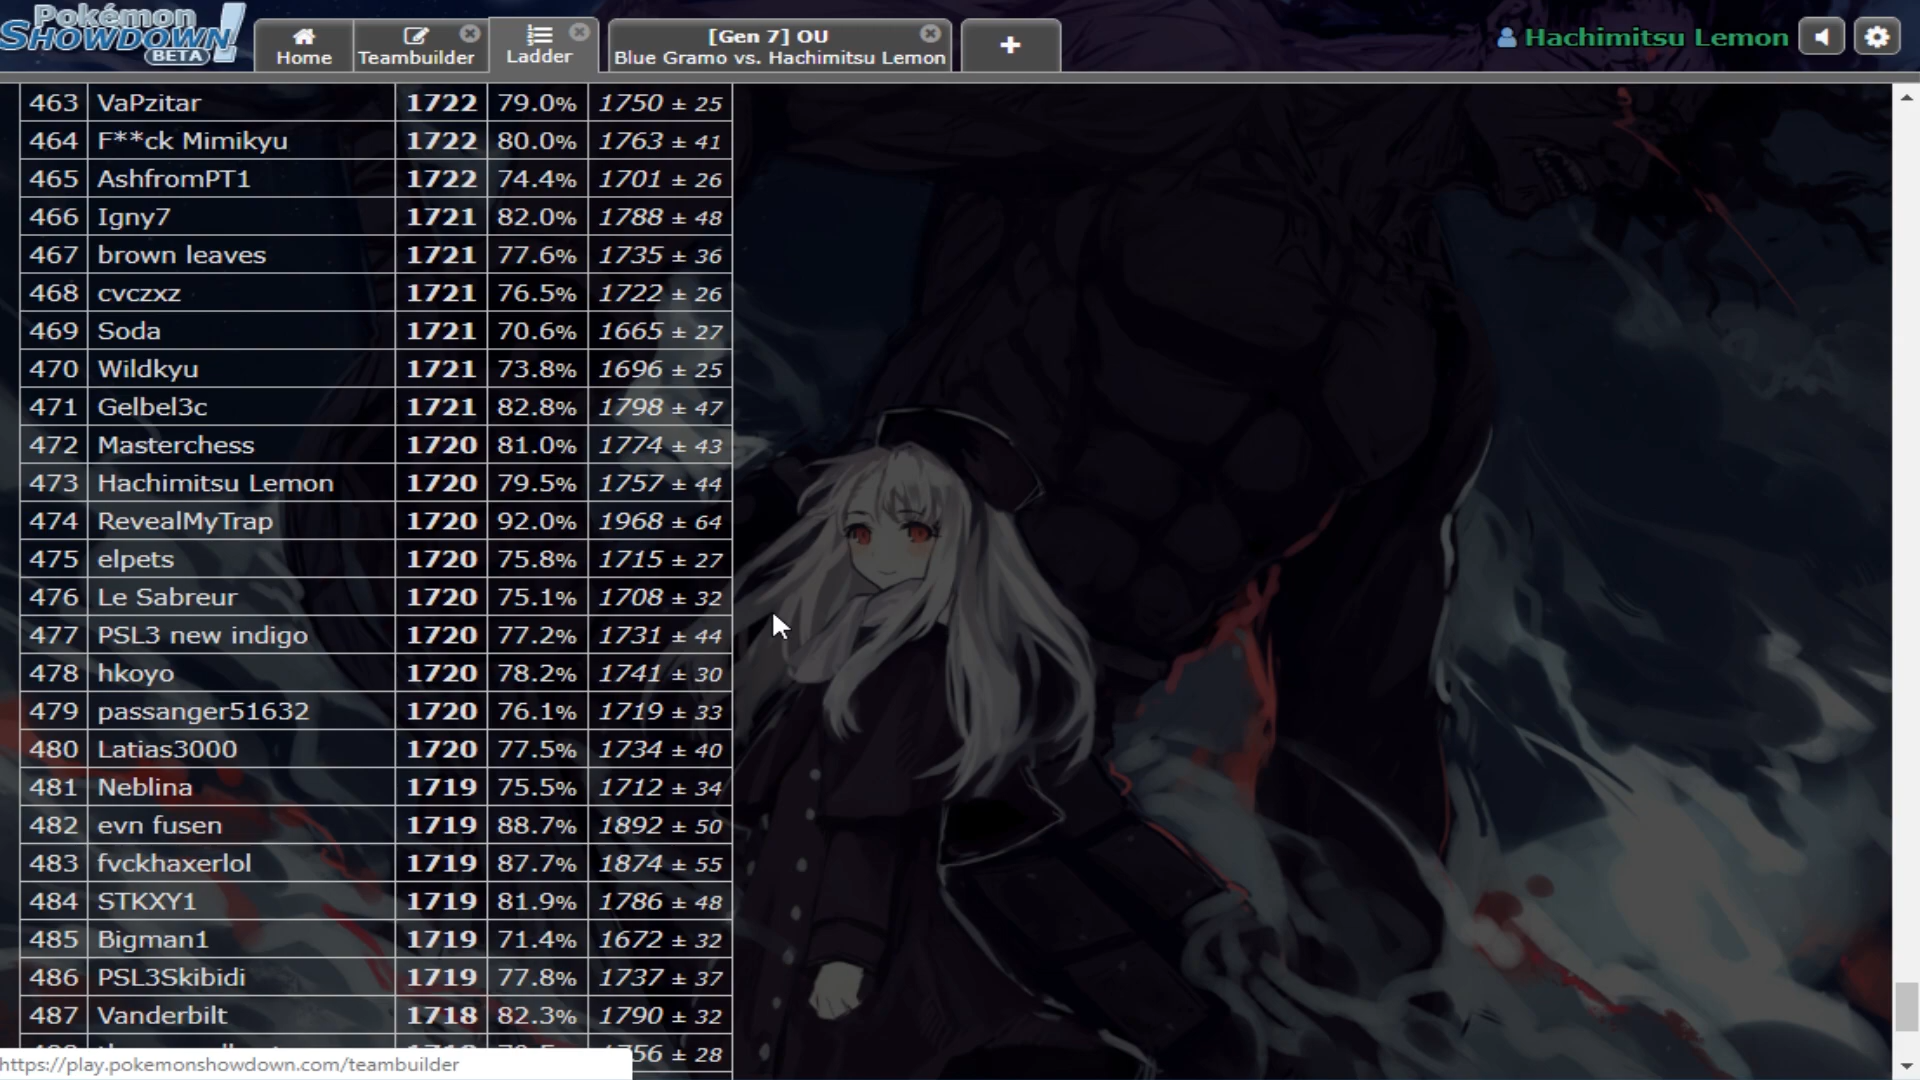 Pokémon
SHOWDOWN!
BETA
Home
Teambuilder
Ladder
[Gen 7] OU
Blue Gramo vs. Hachimitsu Lemon
+
Hachimitsu Lemon
463 VaPzitar 1722 79.0% 1750 ± 25
464 F**ck Mimikyu 1722 80.0% 1763 ± 41
465 AshfromPT1 1722 74.4% 1701 ± 26
466 Igny7 1721 82.0% 1788 ± 48
467 brown leaves 1721 77.6% 1735 ± 36
468 cvczxz 1721 76.5% 1722 ± 26
469 Soda 1721 70.6% 1665 ± 27
470 Wildkyu 1721 73.8% 1696 ± 25
471 Gelbel3c 1721 82.8% 1798 ± 47
472 Masterchess 1720 81.0% 1774 ± 43
473 Hachimitsu Lemon 1720 79.5% 1757 ± 44
474 RevealMyTrap 1720 92.0% 1968 ± 64
475 elpets 1720 75.8% 1715 ± 27
476 Le Sabreur 1720 75.1% 1708 ± 32
477 PSL3 new indigo 1720 77.2% 1731 ± 44
478 hkoyo 1720 78.2% 1741 ± 30
479 passanger51632 1720 76.1% 1719 ± 33
480 Latias3000 1720 77.5% 1734 ± 40
481 Neblina 1719 75.5% 1712 ± 34
482 evn fusen 1719 88.7% 1892 ± 50
483 fvckhaxerlol 1719 87.7% 1874 ± 55
484 STKXY1 1719 81.9% 1786 ± 48
485 Bigman1 1719 71.4% 1672 ± 32
486 PSL3Skibidi 1719 77.8% 1737 ± 37
487 Vanderbilt 1718 82.3% 1790 ± 32
56 ± 28
https://play.pokemonshowdown.com/teambuilder